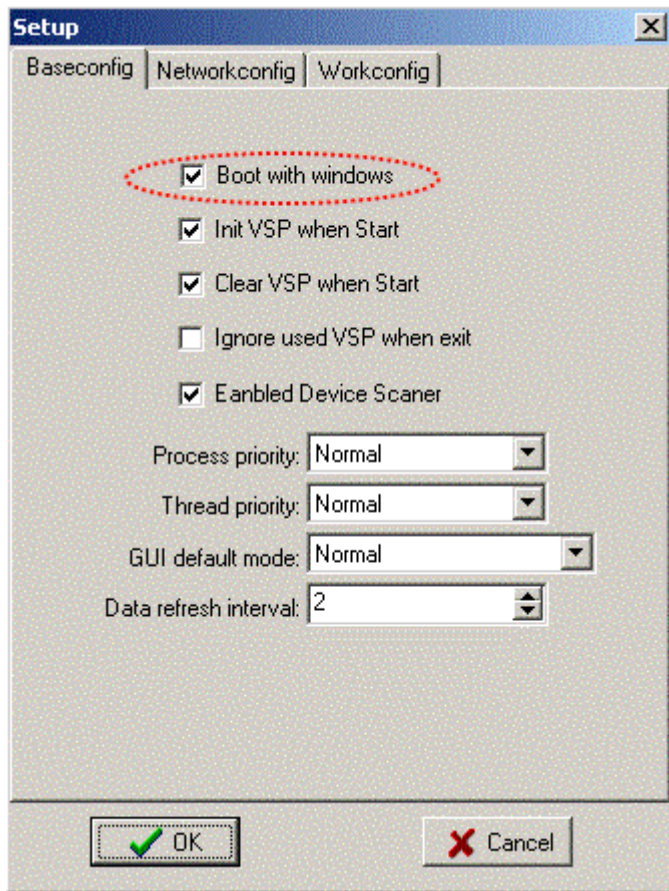 Setup
Baseconfig Networkconfig Workconfig
Boot with windows
Init VSP when Start
Clear VSP when Start
Ignore used VSP when exit
Eanbled Device Scaner
Process priority: Normal
Thread priority: Normal
GUI default mode: Normal
Data refresh interval: 2
OK Cancel